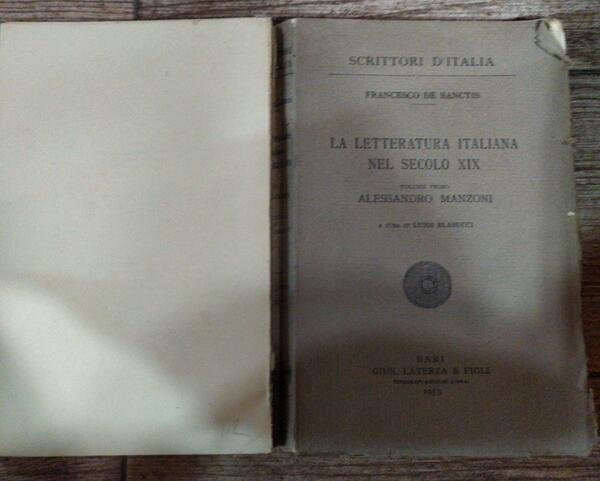 SCRITTORI D'ITALIA
FRANCESCO DE SANCTIS
LA LETTERATURA ITALIANA
NEL SECOLO XIX
VOLUME PRIMO
ALESSANDRO MANZONI
A CURA DI LUIGI BLASUCCI
BARI
GIUS. LATERZA & FIGLI
1953